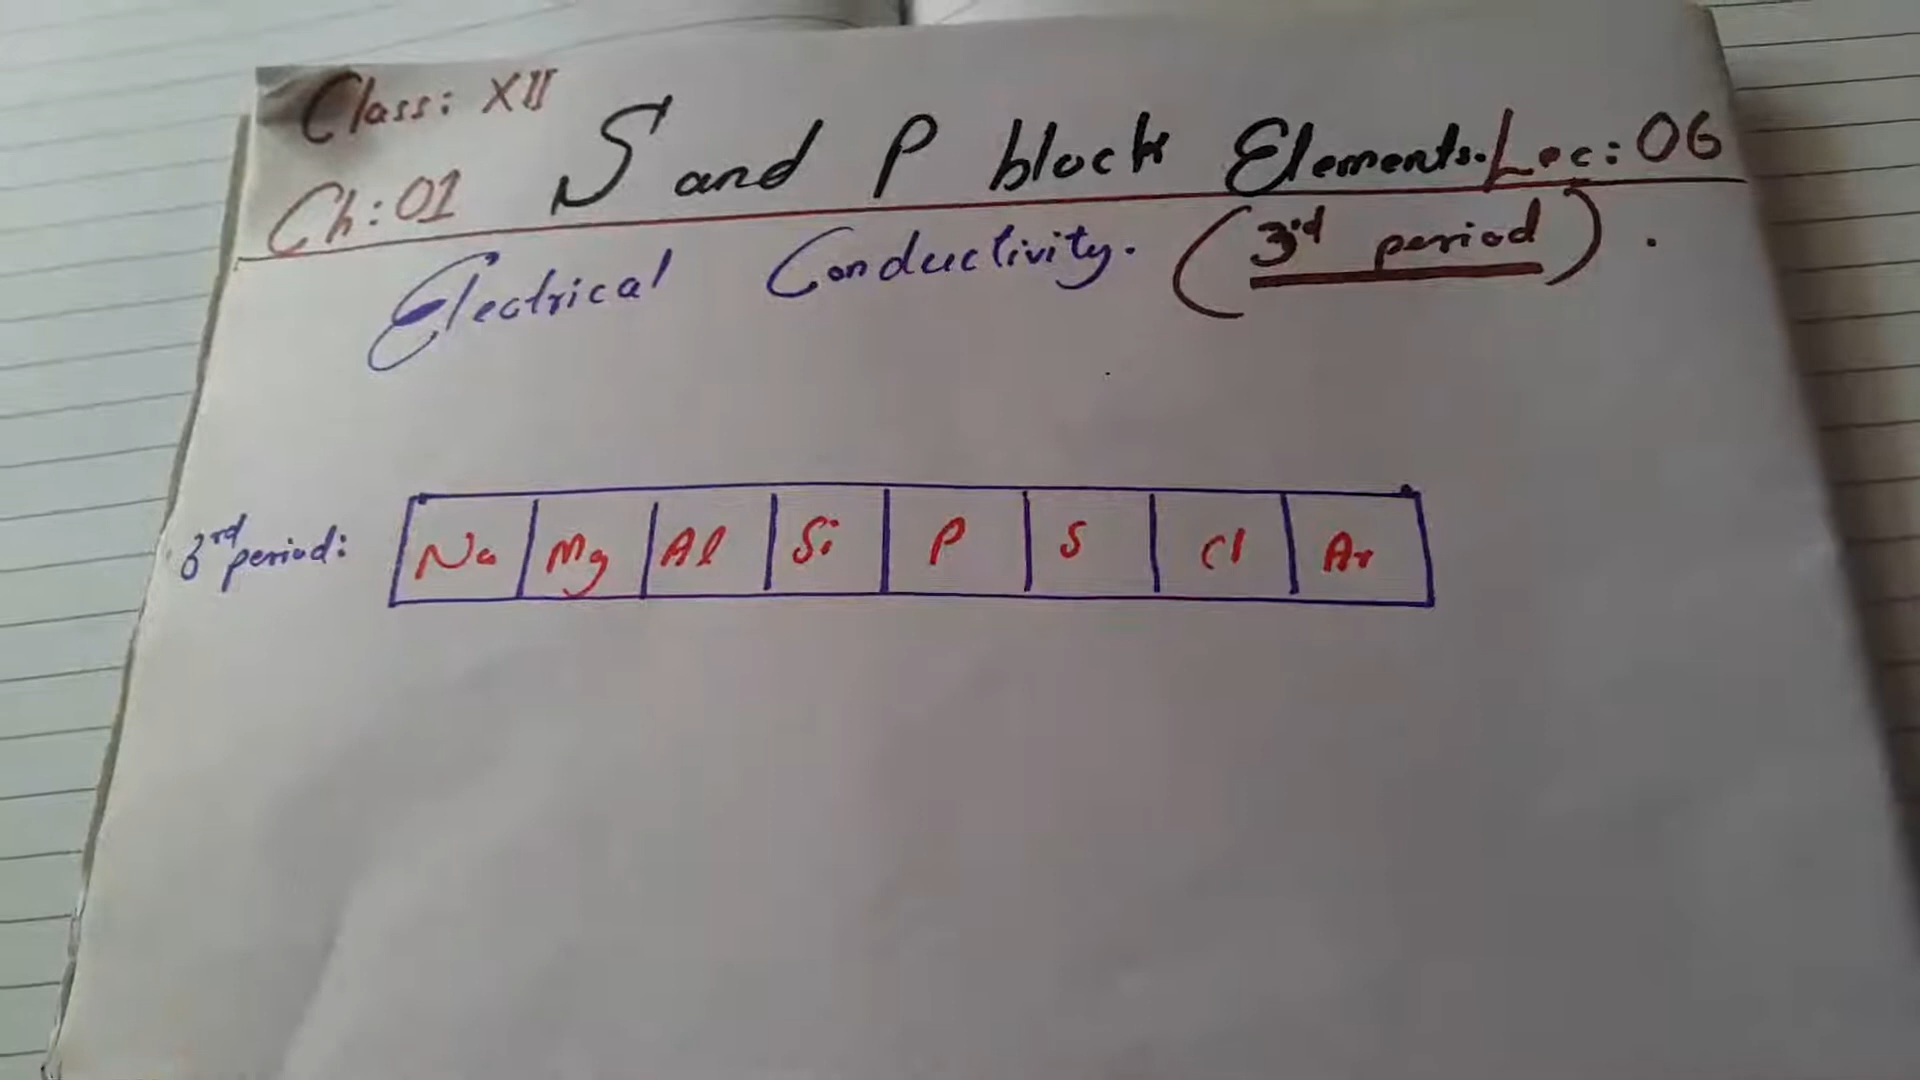 Class: XII
Ch: 01 S and P block Elements. Lec: 06
Electrical Conductivity. (3rd period).
3rd period: Na Mg Al Si P S Cl Ar